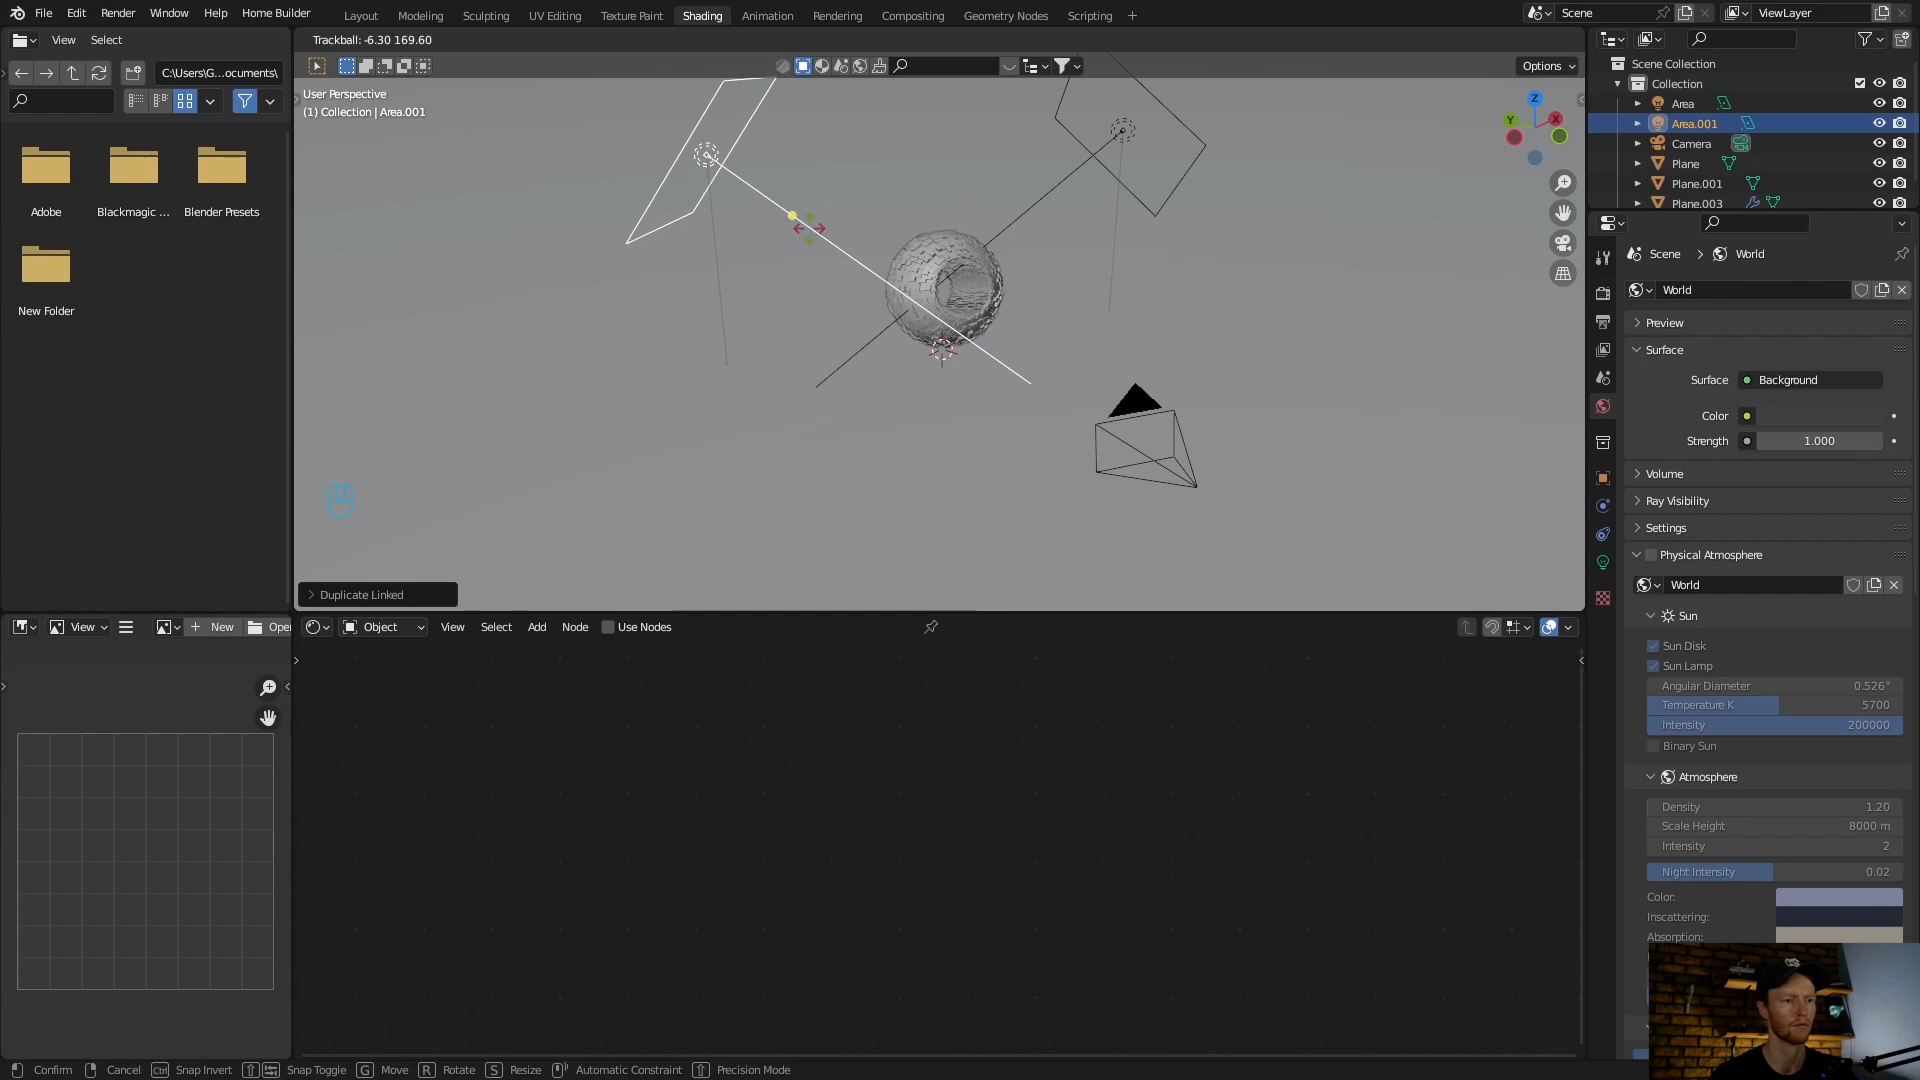 File Edit Render Window Help Home Builder Layout Modeling Sculpting UV Editing Texture Paint Shading Animation Rendering Compositing Geometry Nodes Scripting + Scene ViewLayer
View Select
C:\Users\G...ocuments\
Adobe Blackmagic ... Blender Presets
New Folder
Trackball: -6.30 169.60
Options
User Perspective
(1) Collection | Area.001
Z
Y
X
Duplicate Linked
Scene Collection
Collection
Area
Area.001
Camera
Plane
Plane.001
Plane.003
Scene > World
World
Preview
Surface
Surface Background
Color
Strength 1.000
Volume
Ray Visibility
Settings
Physical Atmosphere
World
Sun
Sun Disk
Sun Lamp
Angular Diameter 0.526°
Temperature K 5700
Intensity 200000
Binary Sun
Atmosphere
Density 1.20
Scale Height 8000 m
Intensity 2
Night Intensity 0.02
Color:
Inscattering:
Absorption:
View + New Open
Object View Select Add Node Use Nodes
Confirm Cancel Ctrl Snap Invert Snap Toggle G Move R Rotate S Resize Automatic Constraint Precision Mode